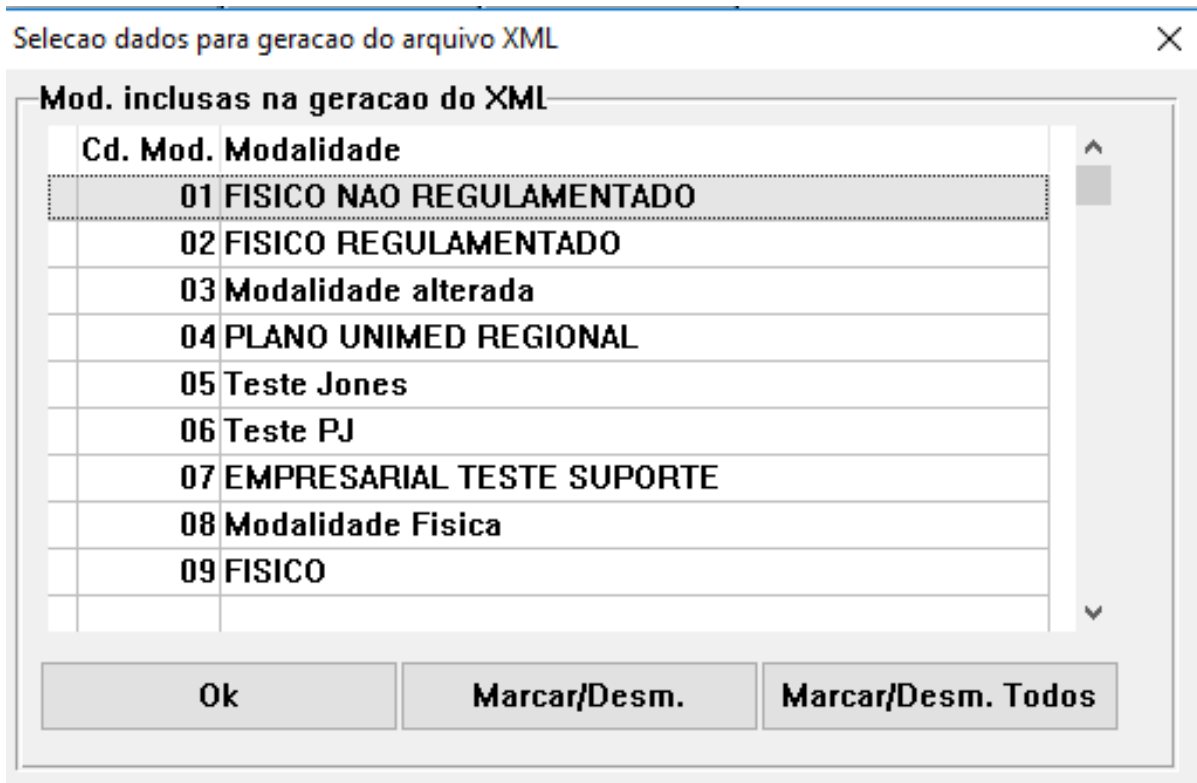 Selecao dados para geracao do arquivo XML
Mod. inclusas na geracao do XML
Cd. Mod. Modalidade
01 FISICO NAO REGULAMENTADO
02 FISICO REGULAMENTADO
03 Modalidade alterada
04 PLANO UNIMED REGIONAL
05 Teste Jones
06 Teste PJ
07 EMPRESARIAL TESTE SUPORTE
08 Modalidade Fisica
09 FISICO
Ok Marcar/Desm. Marcar/Desm. Todos